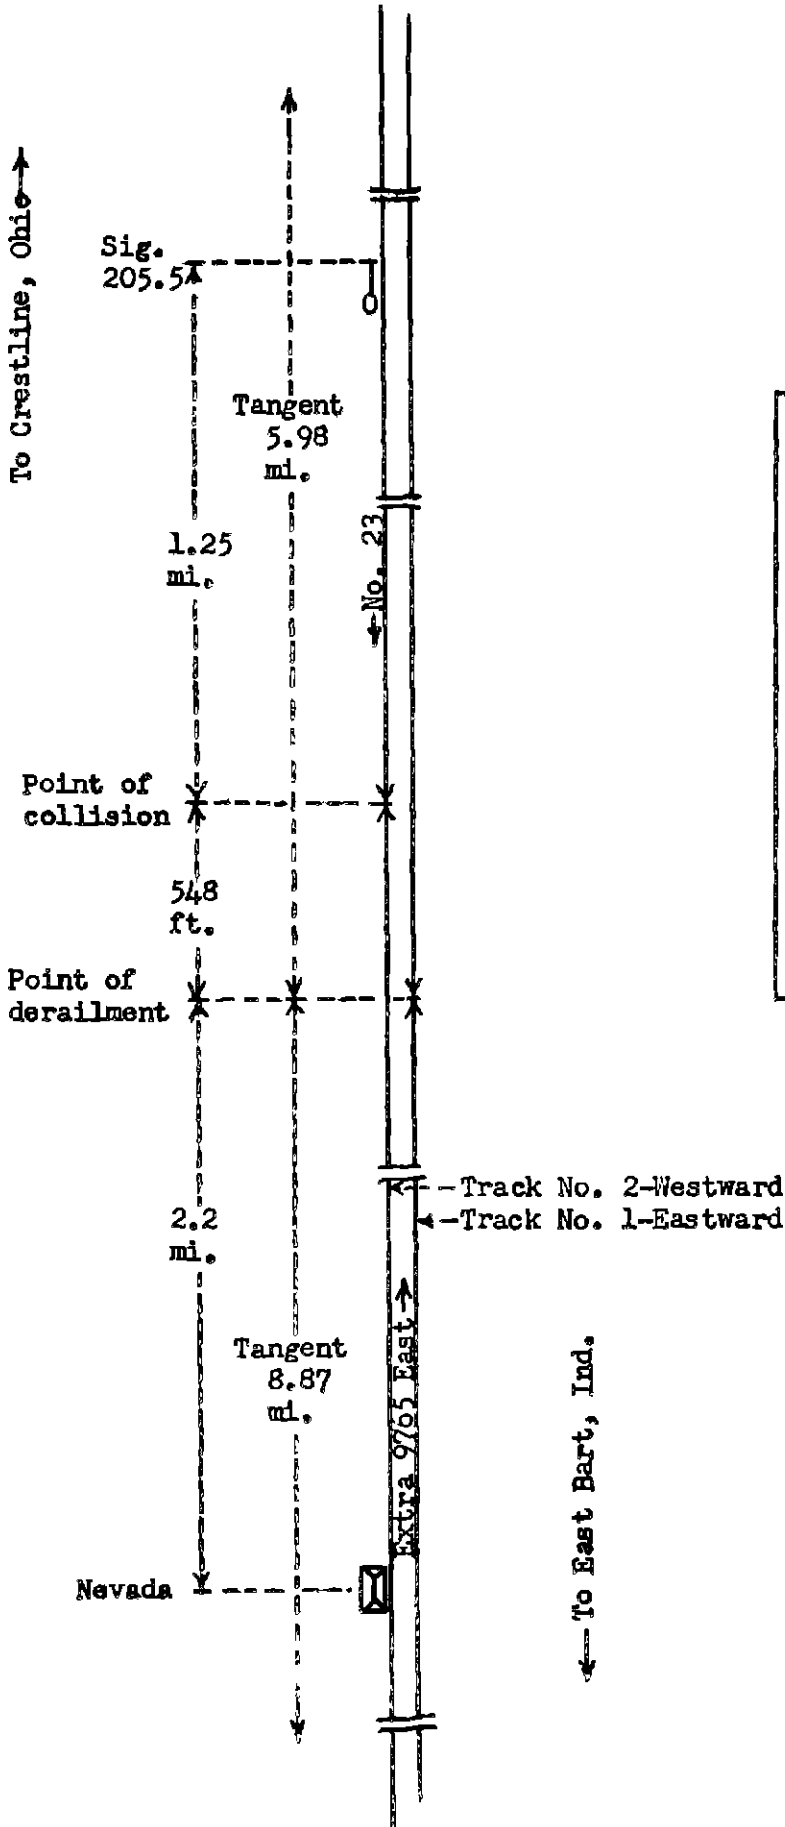 To Crestline, Ohio
Sig.
205.5
Tangent
5.98
mi.
No. 23
1.25
mi.
Point of
collision
548
ft.
Point of
derailment
Track No. 2-Westward
Track No. 1-Eastward
2.2
mi.
Extra 9765 East
Tangent
8.87
mi.
To East Bart, Ind.
Nevada